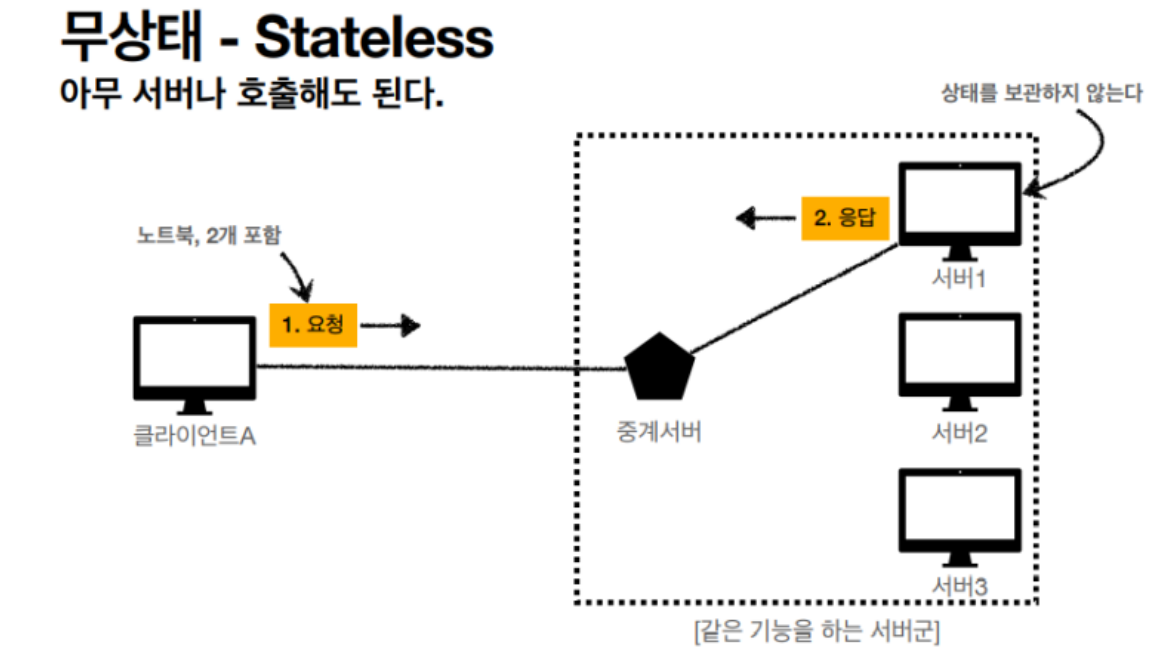 무상태 - Stateless
아무 서버나 호출해도 된다.
상태를 보관하지 않는다
2. 응답
노트북, 2개 포함
서버1
1. 요청
클라이언트A
중계서버
서버2
서버3
[같은 기능을 하는 서버군]